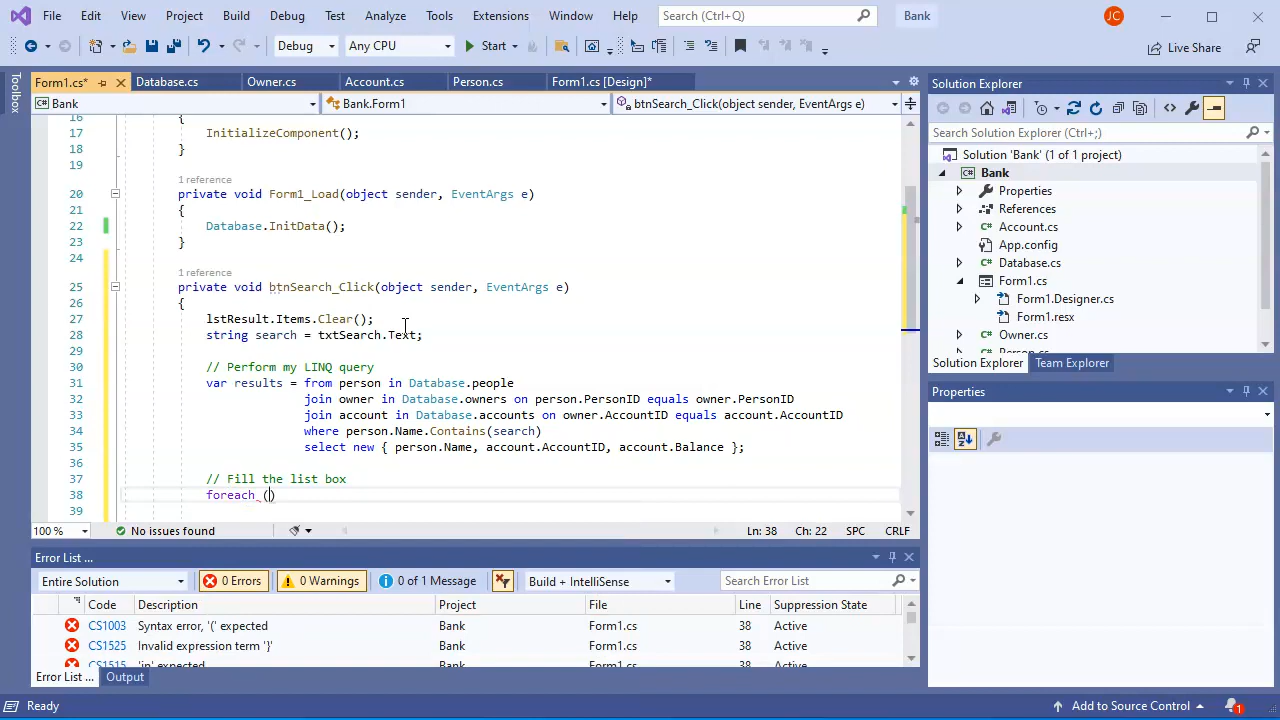 File Edit View Project Build Debug Test Analyze Tools Extensions Window Help Search (Ctrl+Q) Bank JC
Debug Any CPU Start Live Share
Toolbox
Form1.cs* Database.cs Owner.cs Account.cs Person.cs Form1.cs [Design]*
Bank Bank.Form1 btnSearch_Click(object sender, EventArgs e)
16 {
17 InitializeComponent();
18 }
19
1 reference
20 private void Form1_Load(object sender, EventArgs e)
21 {
22 Database.InitData();
23 }
24
1 reference
25 private void btnSearch_Click(object sender, EventArgs e)
26 {
27 lstResult.Items.Clear();
28 string search = txtSearch.Text;
29
30 // Perform my LINQ query
31 var results = from person in Database.people
32 join owner in Database.owners on person.PersonID equals owner.PersonID
33 join account in Database.accounts on owner.AccountID equals account.AccountID
34 where person.Name.Contains(search)
35 select new { person.Name, account.AccountID, account.Balance };
36
37 // Fill the list box
38 foreach ()
39
100 % No issues found Ln: 38 Ch: 22 SPC CRLF
Error List ...
Entire Solution 0 Errors 0 Warnings 0 of 1 Message Build + IntelliSense Search Error List
Code Description Project File Line Suppression State
CS1003 Syntax error, '(' expected Bank Form1.cs 38 Active
CS1525 Invalid expression term '}' Bank Form1.cs 38 Active
CS1515 'in' expected Bank Form1.cs 38 Active
Error List ... Output
Solution Explorer
Search Solution Explorer (Ctrl+;)
Solution 'Bank' (1 of 1 project)
Bank
Properties
References
Account.cs
App.config
Database.cs
Form1.cs
Form1.Designer.cs
Form1.resx
Owner.cs
Person.cs
Solution Explorer Team Explorer
Properties
Ready Add to Source Control 1